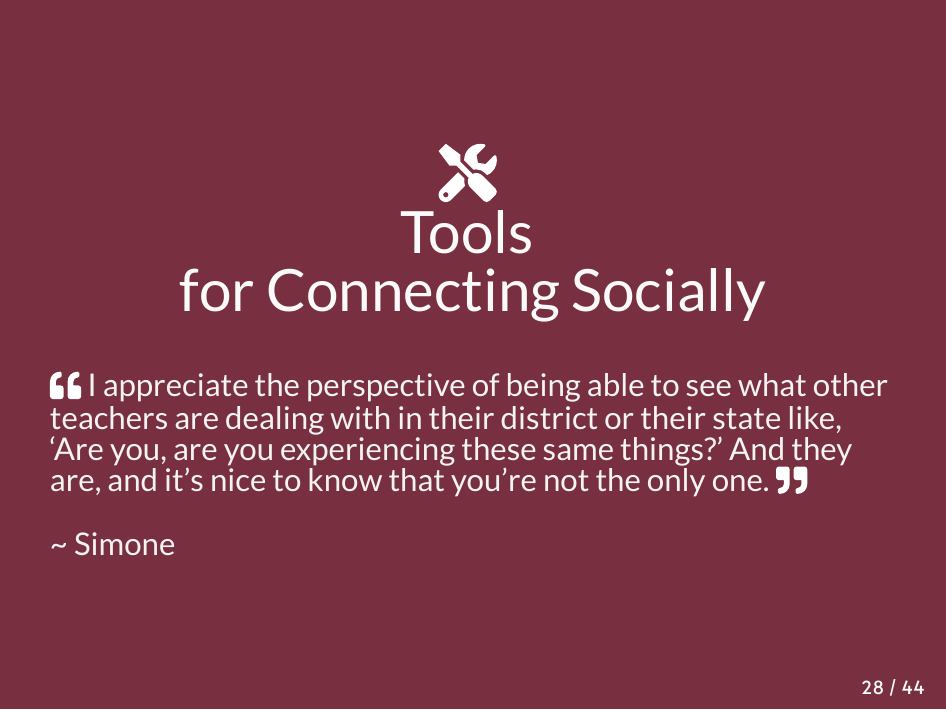 Tools
for Connecting Socially
❝ I appreciate the perspective of being able to see what other
teachers are dealing with in their district or their state like,
‘Are you, are you experiencing these same things?’ And they
are, and it’s nice to know that you’re not the only one. ❞
~ Simone
28 / 44